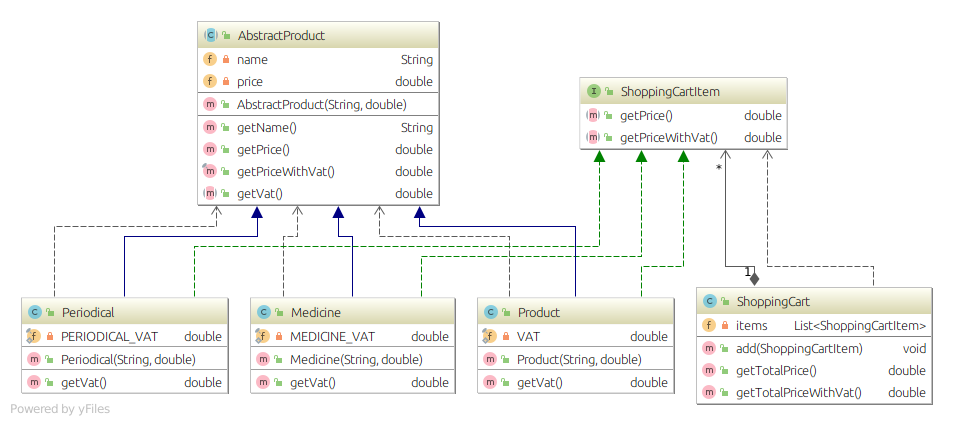 AbstractProduct
name String
price double
AbstractProduct(String, double)
getName() String
getPrice() double
getPriceWithVat() double
getVat() double
ShoppingCartItem
getPrice() double
getPriceWithVat() double
*
1
Periodical
PERIODICAL_VAT double
Periodical(String, double)
getVat() double
Medicine
MEDICINE_VAT double
Medicine(String, double)
getVat() double
Product
VAT double
Product(String, double)
getVat() double
ShoppingCart
items List<ShoppingCartItem>
add(ShoppingCartItem) void
getTotalPrice() double
getTotalPriceWithVat() double
Powered by yFiles